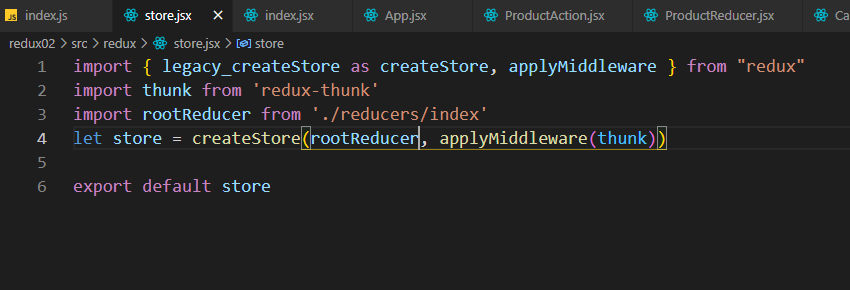 JS index.js store.jsx × index.jsx App.jsx ProductAction.jsx ProductReducer.jsx Ca
redux02 > src > redux > store.jsx > store
1 import { legacy_createStore as createStore, applyMiddleware } from "redux"
2 import thunk from 'redux-thunk'
3 import rootReducer from './reducers/index'
4 let store = createStore(rootReducer, applyMiddleware(thunk))
5
6 export default store